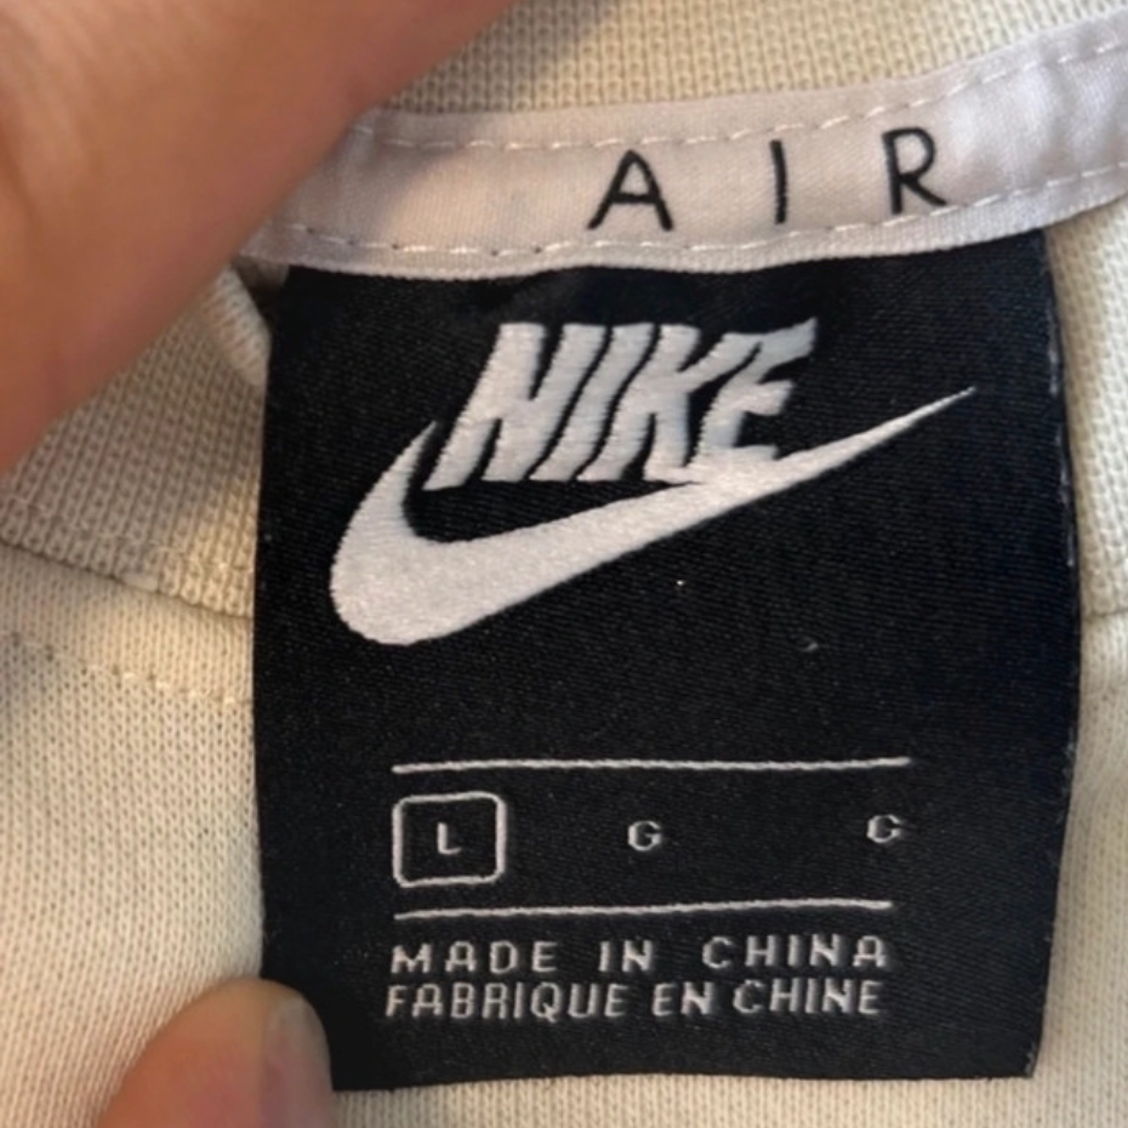 AIR
NIKE
L G G
MADE IN CHINA
FABRIQUE EN CHINE